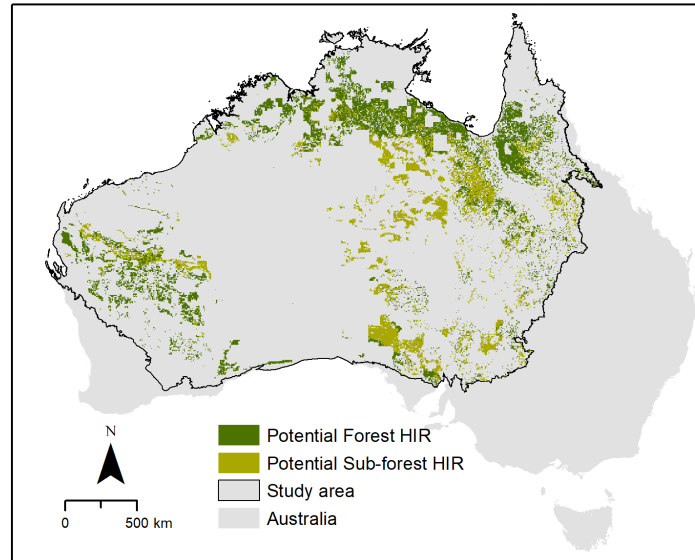 Potential Forest HIR
N
Potential Sub-forest HIR
Study area
0 500 km
Australia